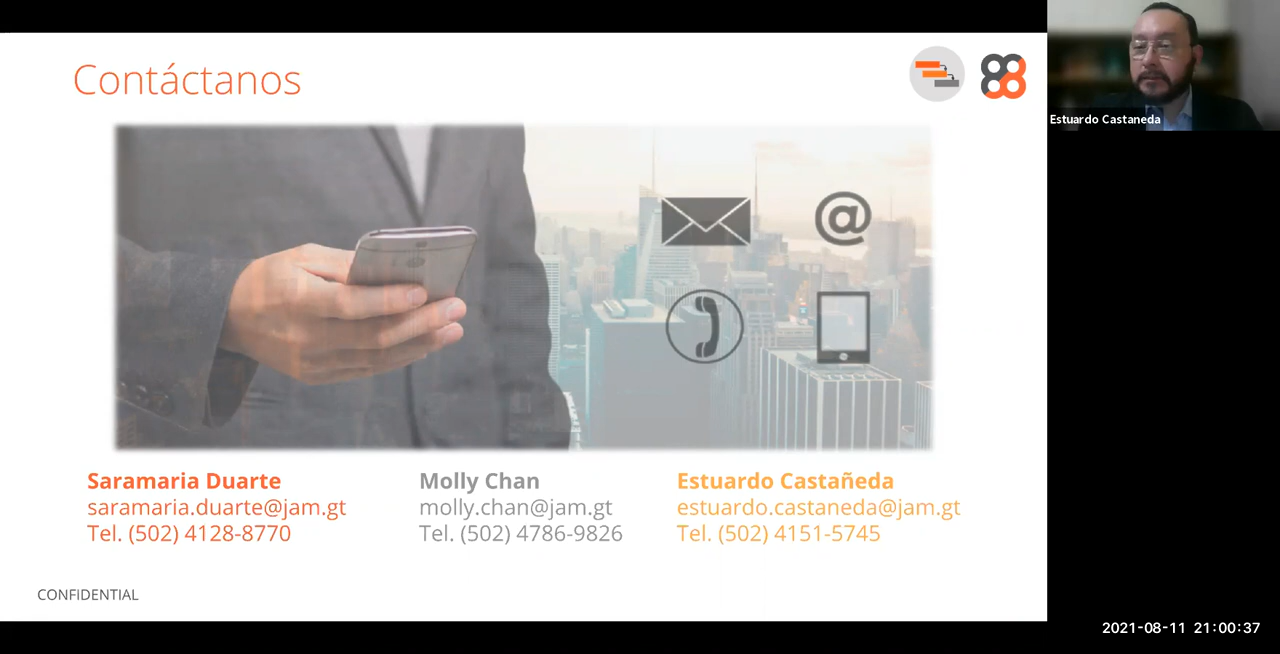 Contáctanos
Estuardo Castaneda
@
Saramaria Duarte
saramaria.duarte@jam.gt
Tel. (502) 4128-8770
Molly Chan
molly.chan@jam.gt
Tel. (502) 4786-9826
Estuardo Castañeda
estuardo.castaneda@jam.gt
Tel. (502) 4151-5745
CONFIDENTIAL
2021-08-11 21:00:37